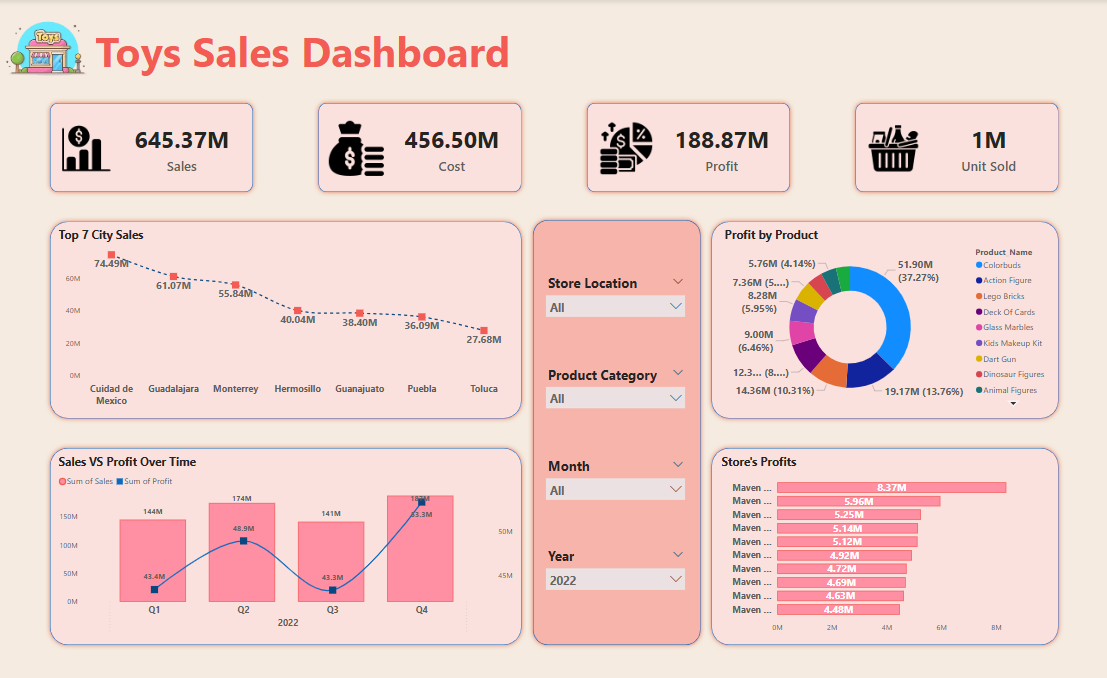 Toys
Toys Sales Dashboard
645.37M
Sales
456.50M
Cost
188.87M
Profit
1M
Unit Sold
Top 7 City Sales
74.49M
61.07M
55.84M
40.04M
38.40M
36.09M
27.68M
60M
40M
20M
0M
Cuidad de
Mexico
Guadalajara
Monterrey
Hermosillo
Guanajuato
Puebla
Toluca
Store Location
All
Product Category
All
Month
All
Year
2022
Profit by Product
5.76M (4.14%)
7.36M (5....)
8.28M
(5.95%)
9.00M
(6.46%)
12.3... (8....)
14.36M (10.31%)
19.17M (13.76%)
51.90M
(37.27%)
Product_Name
Colorbuds
Action Figure
Lego Bricks
Deck Of Cards
Glass Marbles
Kids Makeup Kit
Dart Gun
Dinosaur Figures
Animal Figures
Sales VS Profit Over Time
Sum of Sales
Sum of Profit
150M
100M
50M
0M
144M
174M
141M
187M
43.4M
48.9M
43.3M
53.3M
50M
45M
Q1
Q2
Q3
Q4
2022
Store's Profits
Maven ... 8.37M
Maven ... 5.96M
Maven ... 5.25M
Maven ... 5.14M
Maven ... 5.12M
Maven ... 4.92M
Maven ... 4.72M
Maven ... 4.69M
Maven ... 4.63M
Maven ... 4.48M
0M 2M 4M 6M 8M